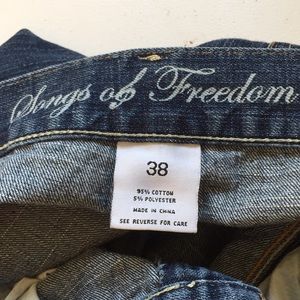 Songs of Freedom
38
95% COTTON
5% POLYESTER
MADE IN CHINA
SEE REVERSE FOR CARE